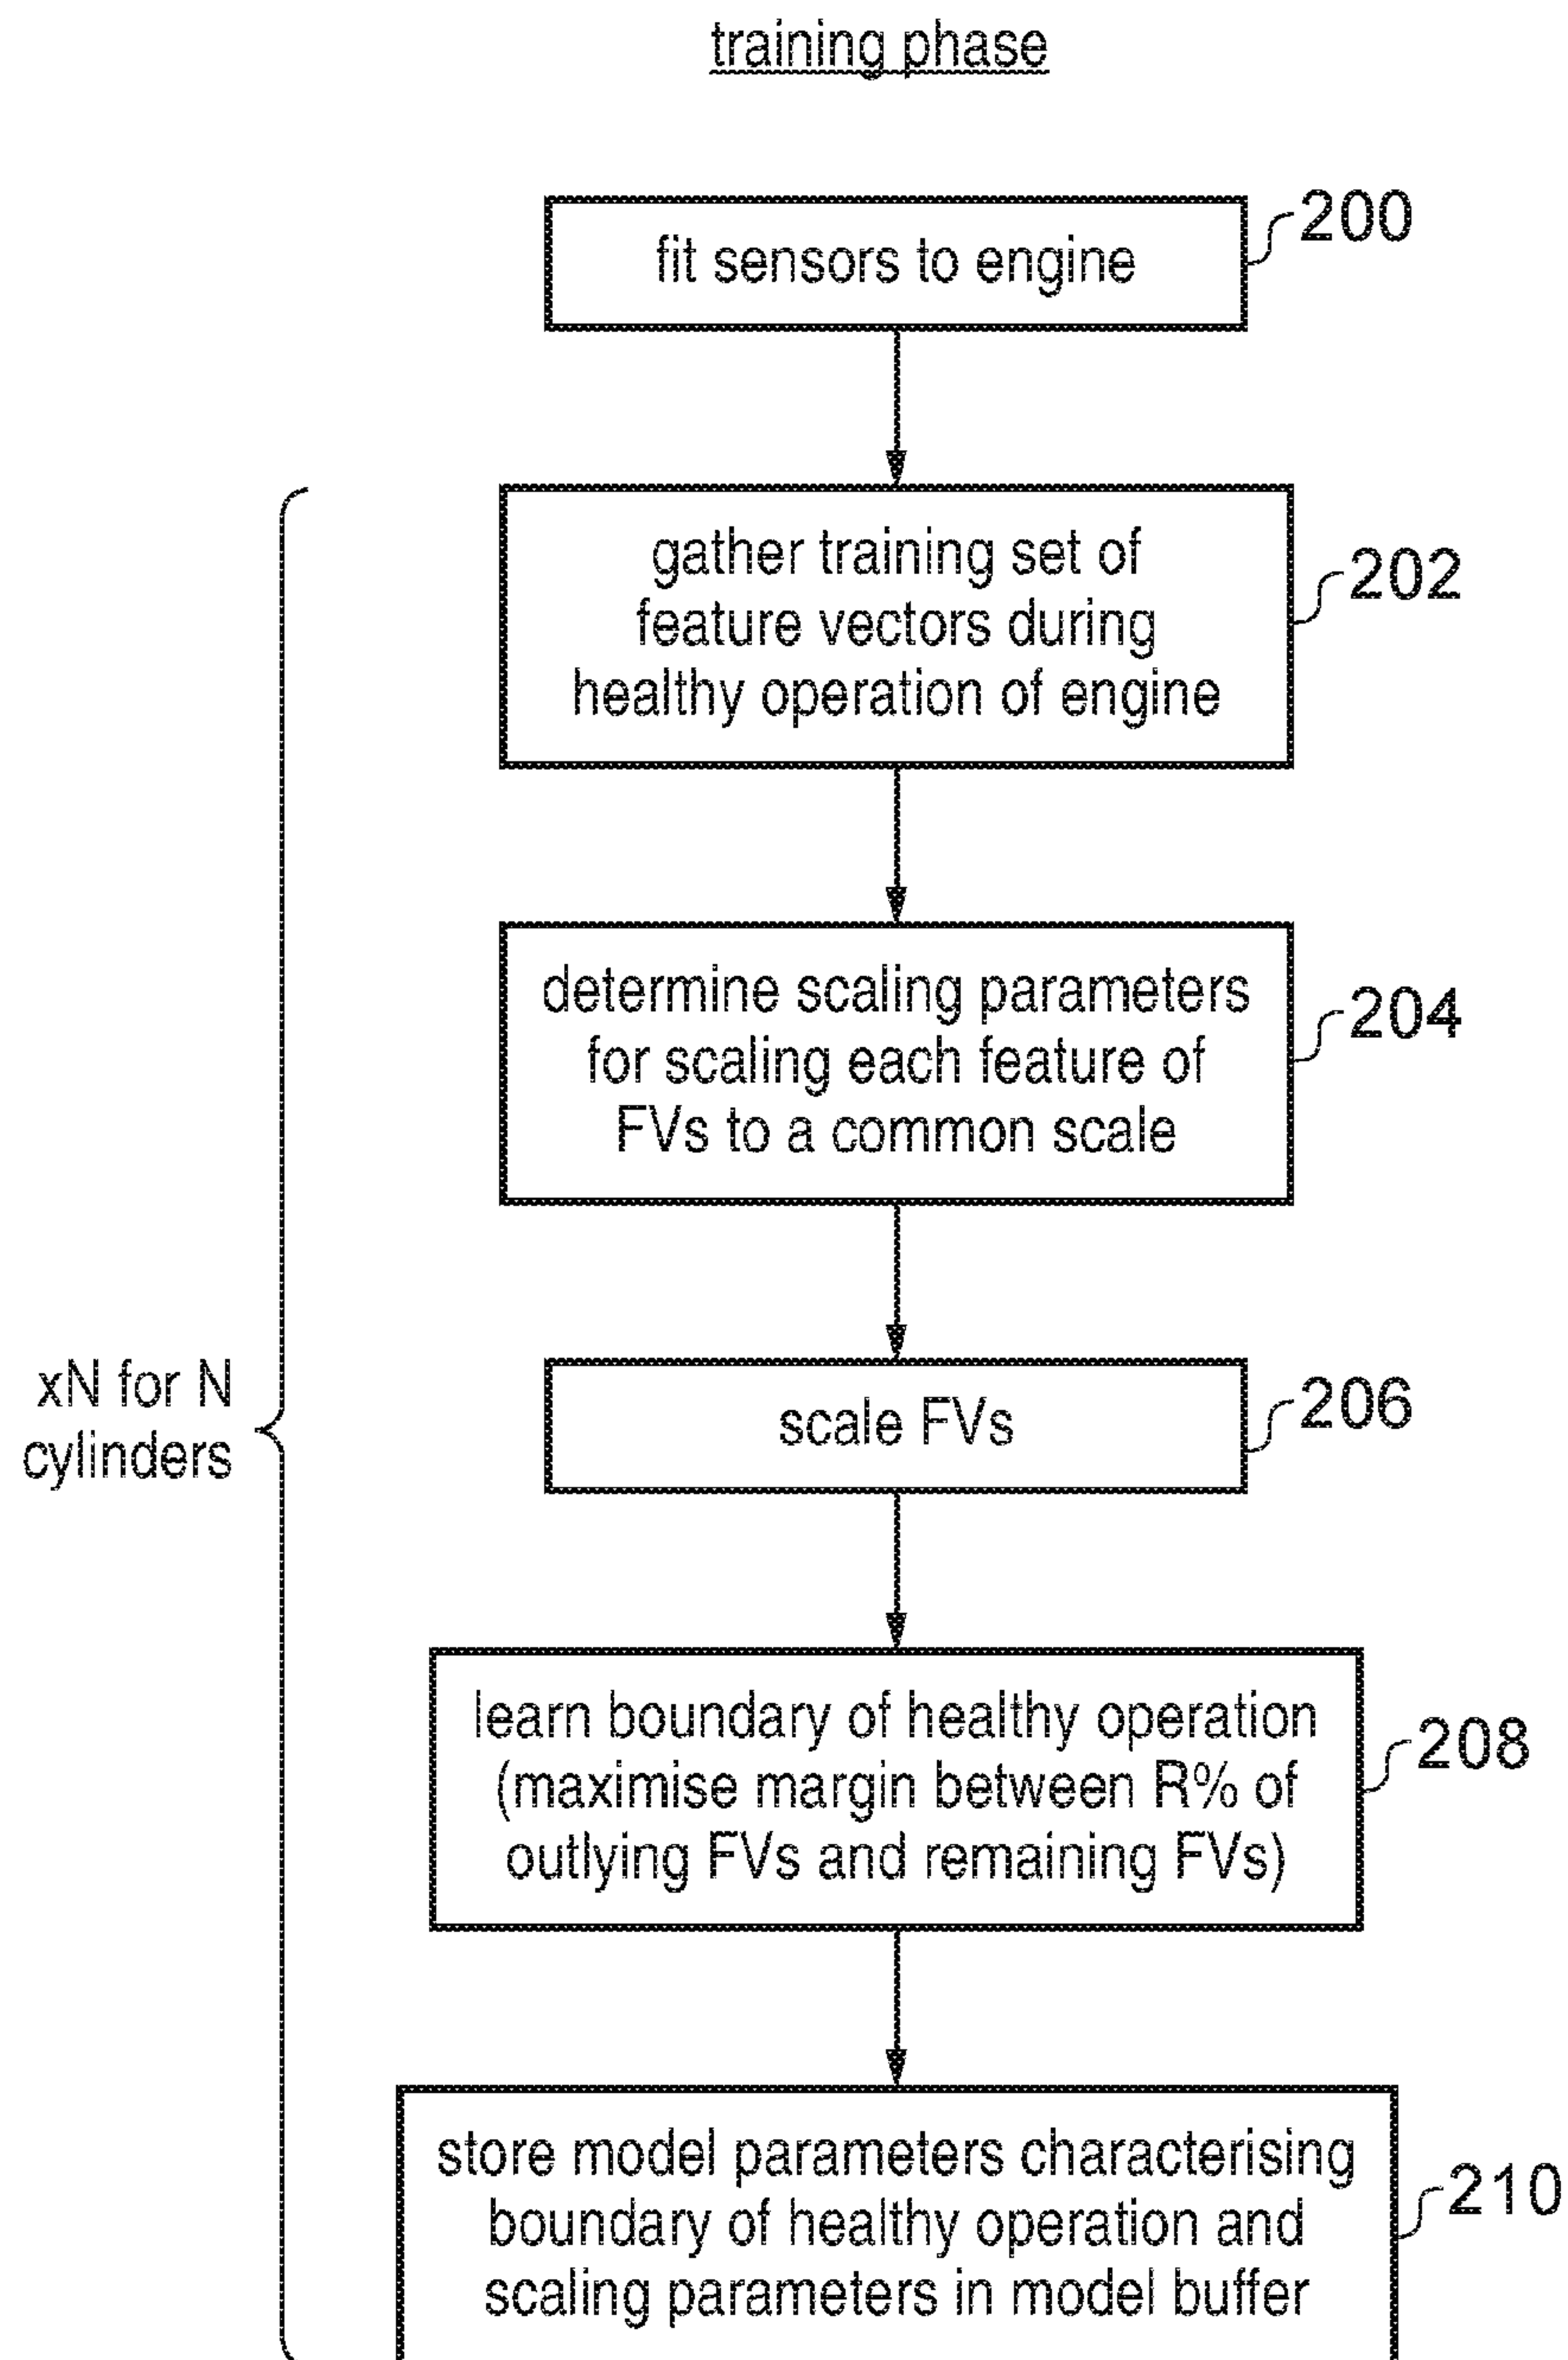 training phase
fit sensors to engine
200
gather training set of
feature vectors during
healthy operation of engine
202
determine scaling parameters
for scaling each feature of
FVs to a common scale
204
xN for N
cylinders
scale FVs
206
learn boundary of healthy operation
(maximise margin between R% of
outlying FVs and remaining FVs)
208
store model parameters characterising
boundary of healthy operation and
scaling parameters in model buffer
210